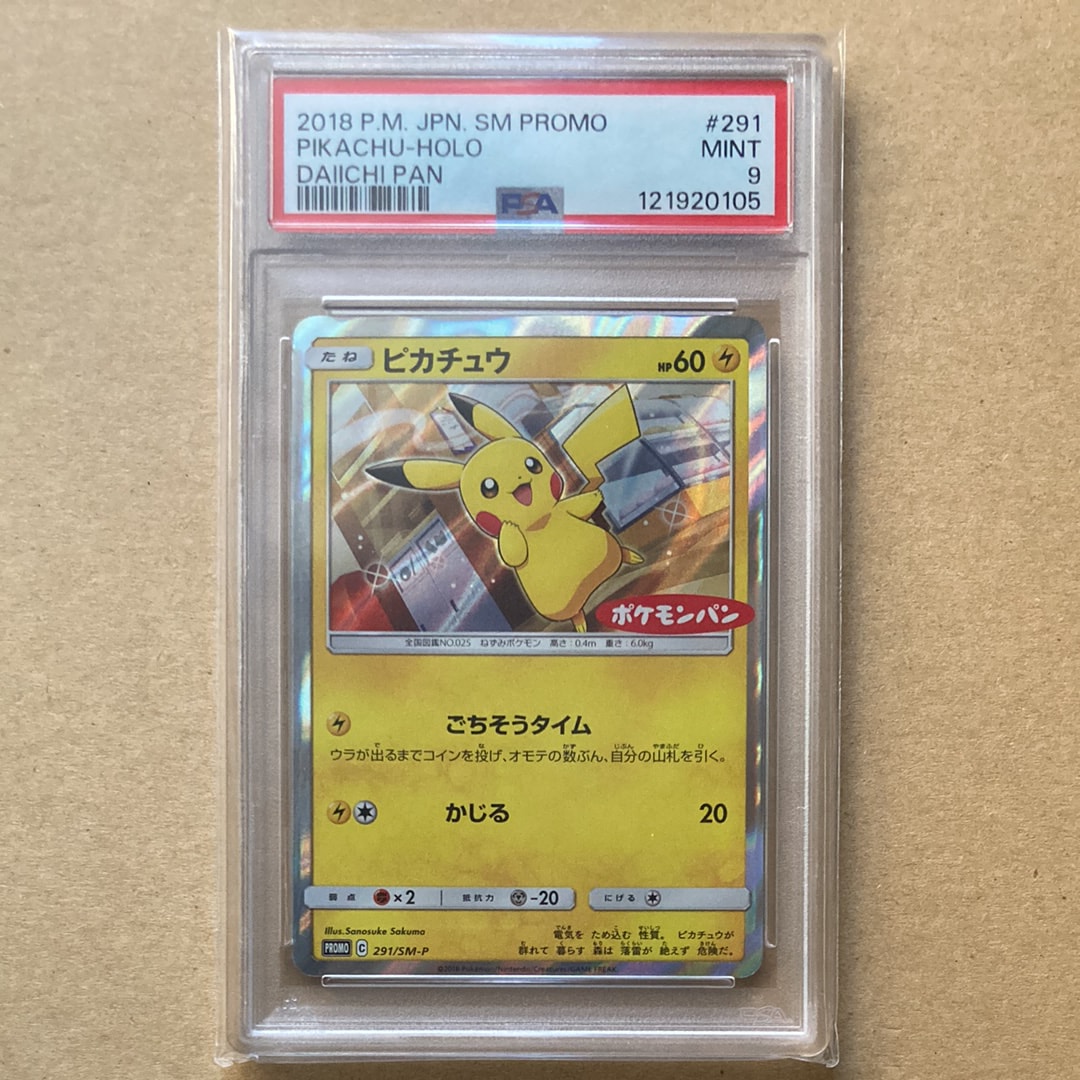 2018 P.M. JPN. SM PROMO #291
PIKACHU-HOLO MINT
DAIICHI PAN 9
PSA 121920105
たね ピカチュウ HP60
ポケモンパン
全国図鑑NO.025 ねずみポケモン 高さ:0.4m 重さ:6.0kg
ごちそうタイム
ウラが出るまでコインを投げ、オモテの数ぶん、自分の山札を引く。
かじる 20
弱点 ×2 抵抗力 -20 にげる
Illus.Sanosuke Sakuma
電気を ため込む 性質。 ピカチュウが
PROMO C 291/SM-P 群れて 暮らす 森は 落雷が 絶えず 危険だ。
©2018 Pokémon/Nintendo/Creatures/GAME FREAK